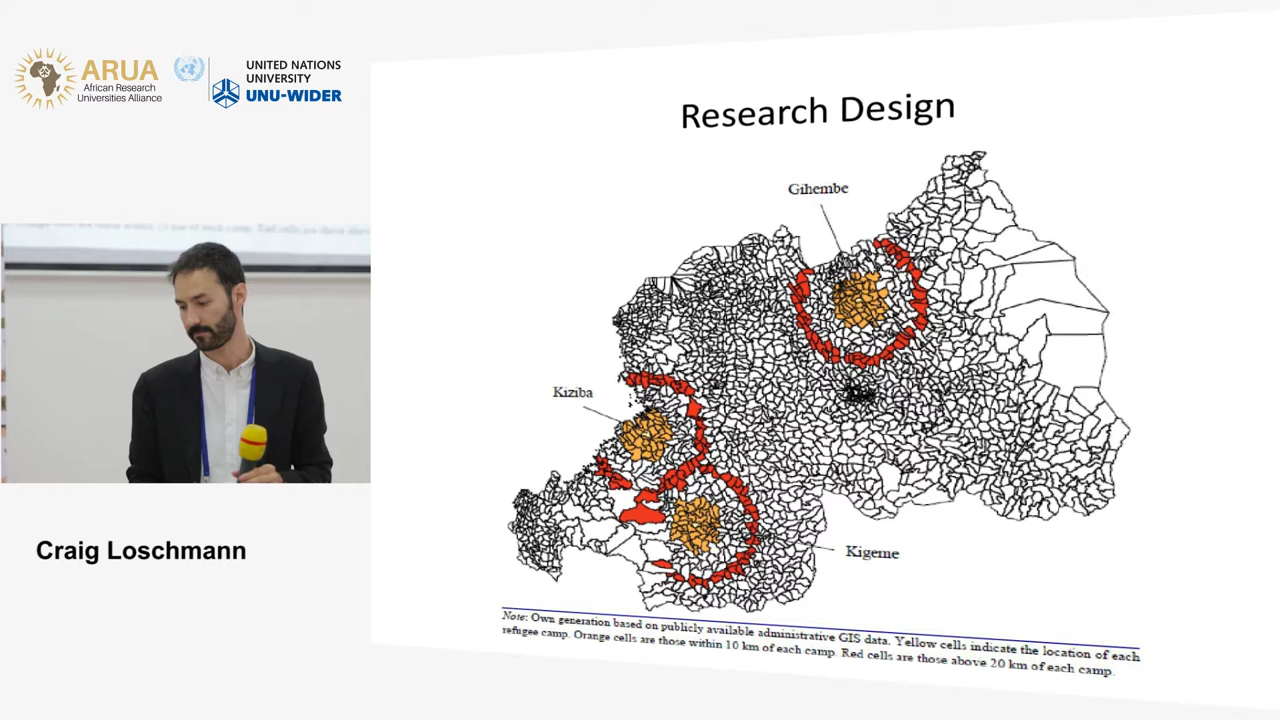 ARUA
African Research
Universities Alliance
UNITED NATIONS
UNIVERSITY
UNU-WIDER
Research Design
Gihembe
Kiziba
Kigeme
Craig Loschmann
Note: Own generation based on publicly available administrative GIS data. Yellow cells indicate the location of each
refugee camp. Orange cells are those within 10 km of each camp. Red cells are those above 20 km of each camp.